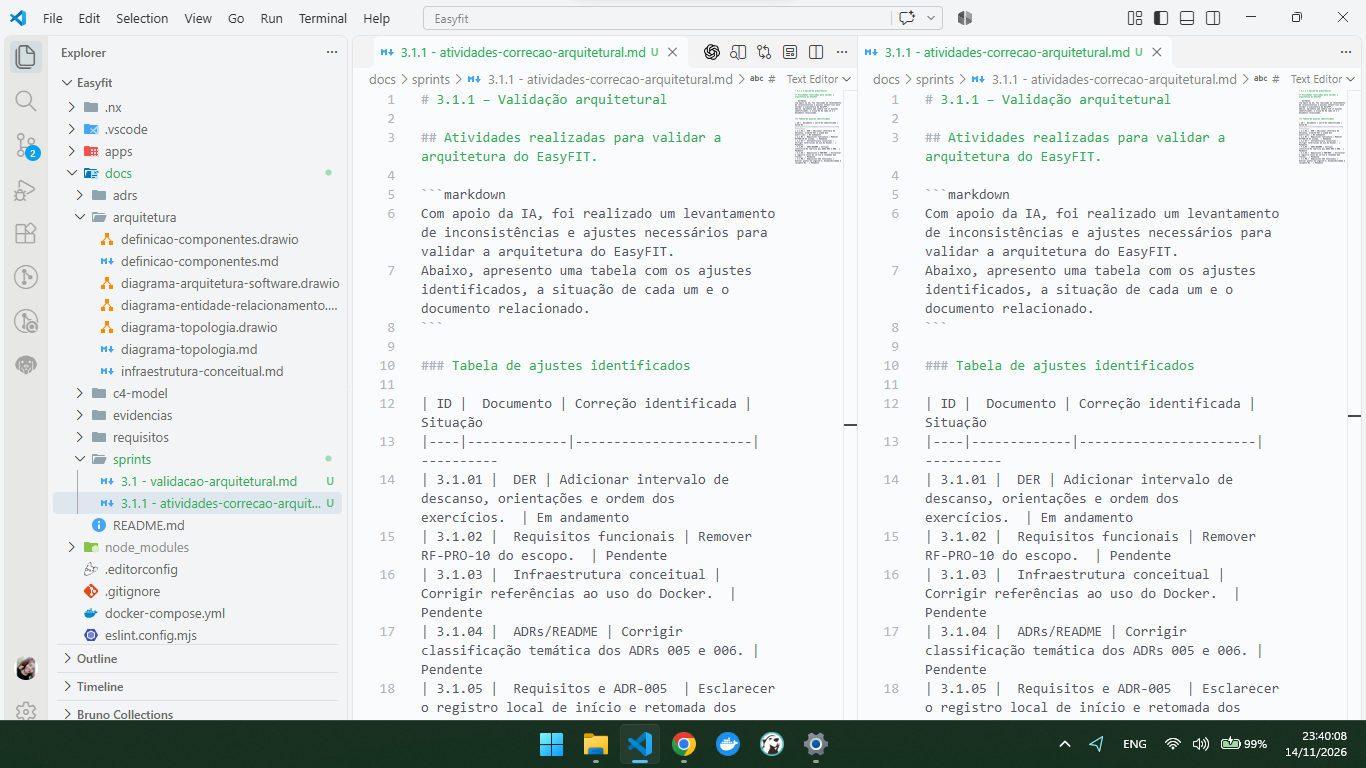 File Edit Selection View Go Run Terminal Help
Easyfit
Explorer
Easyfit
.nx
.vscode
apps
docs
adrs
arquitetura
definicao-componentes.drawio
definicao-componentes.md
diagrama-arquitetura-software.drawio
diagrama-entidade-relacionamento....
diagrama-topologia.drawio
diagrama-topologia.md
infraestrutura-conceitual.md
c4-model
evidencias
requisitos
sprints
3.1 - validacao-arquitetural.md U
3.1.1 - atividades-correcao-arquit... U
README.md
node_modules
.editorconfig
.gitignore
docker-compose.yml
eslint.config.mjs
Outline
Timeline
Bruno Collections
2
3.1.1 - atividades-correcao-arquitetural.md U
docs > sprints > 3.1.1 - atividades-correcao-arquitetural.md > abc # Text Editor
1 # 3.1.1 – Validação arquitetural
2
3 ## Atividades realizadas para validar a
arquitetura do EasyFIT.
4
5 ```markdown
6 Com apoio da IA, foi realizado um levantamento
de inconsistências e ajustes necessários para
validar a arquitetura do EasyFIT.
7 Abaixo, apresento uma tabela com os ajustes
identificados, a situação de cada um e o
documento relacionado.
8 ```
9
10 ### Tabela de ajustes identificados
11
12 | ID |  Documento | Correção identificada |
Situação
13 |----|-------------|-----------------------|
----------
14 | 3.1.01 |  DER | Adicionar intervalo de
descanso, orientações e ordem dos
exercícios.  | Em andamento
15 | 3.1.02 |  Requisitos funcionais | Remover
RF-PRO-10 do escopo.  | Pendente
16 | 3.1.03 |  Infraestrutura conceitual |
Corrigir referências ao uso do Docker.  |
Pendente
17 | 3.1.04 |  ADRs/README | Corrigir
classificação temática dos ADRs 005 e 006. |
Pendente
18 | 3.1.05 |  Requisitos e ADR-005  | Esclarecer
o registro local de início e retomada dos
3.1.1 - atividades-correcao-arquitetural.md U
docs > sprints > 3.1.1 - atividades-correcao-arquitetural.md > abc # Text Editor
1 # 3.1.1 – Validação arquitetural
2
3 ## Atividades realizadas para validar a
arquitetura do EasyFIT.
4
5 ```markdown
6 Com apoio da IA, foi realizado um levantamento
de inconsistências e ajustes necessários para
validar a arquitetura do EasyFIT.
7 Abaixo, apresento uma tabela com os ajustes
identificados, a situação de cada um e o
documento relacionado.
8 ```
9
10 ### Tabela de ajustes identificados
11
12 | ID |  Documento | Correção identificada |
Situação
13 |----|-------------|-----------------------|
----------
14 | 3.1.01 |  DER | Adicionar intervalo de
descanso, orientações e ordem dos
exercícios.  | Em andamento
15 | 3.1.02 |  Requisitos funcionais | Remover
RF-PRO-10 do escopo.  | Pendente
16 | 3.1.03 |  Infraestrutura conceitual |
Corrigir referências ao uso do Docker.  |
Pendente
17 | 3.1.04 |  ADRs/README | Corrigir
classificação temática dos ADRs 005 e 006. |
Pendente
18 | 3.1.05 |  Requisitos e ADR-005  | Esclarecer
o registro local de início e retomada dos
ENG
99%
23:40:08
14/11/2026